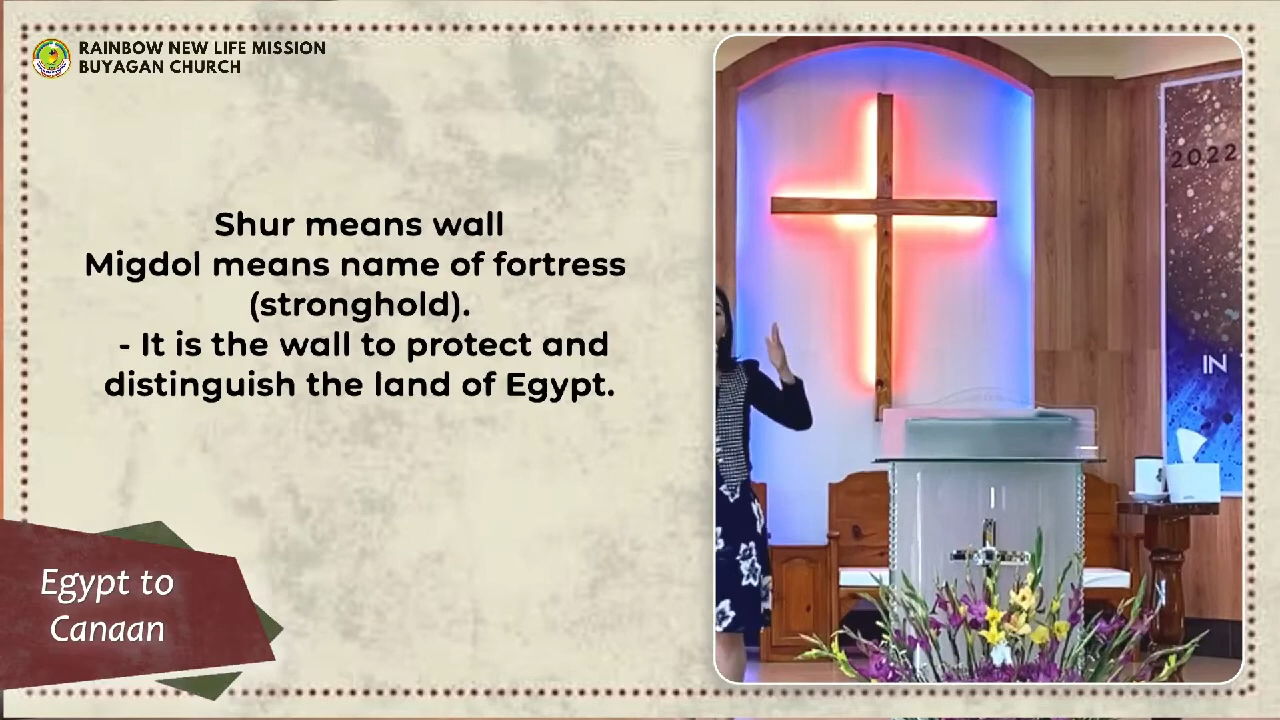 RAINBOW NEW LIFE MISSION
BUYAGAN CHURCH
Shur means wall
Migdol means name of fortress
(stronghold).
- It is the wall to protect and
distinguish the land of Egypt.
Egypt to
Canaan
2022
IN